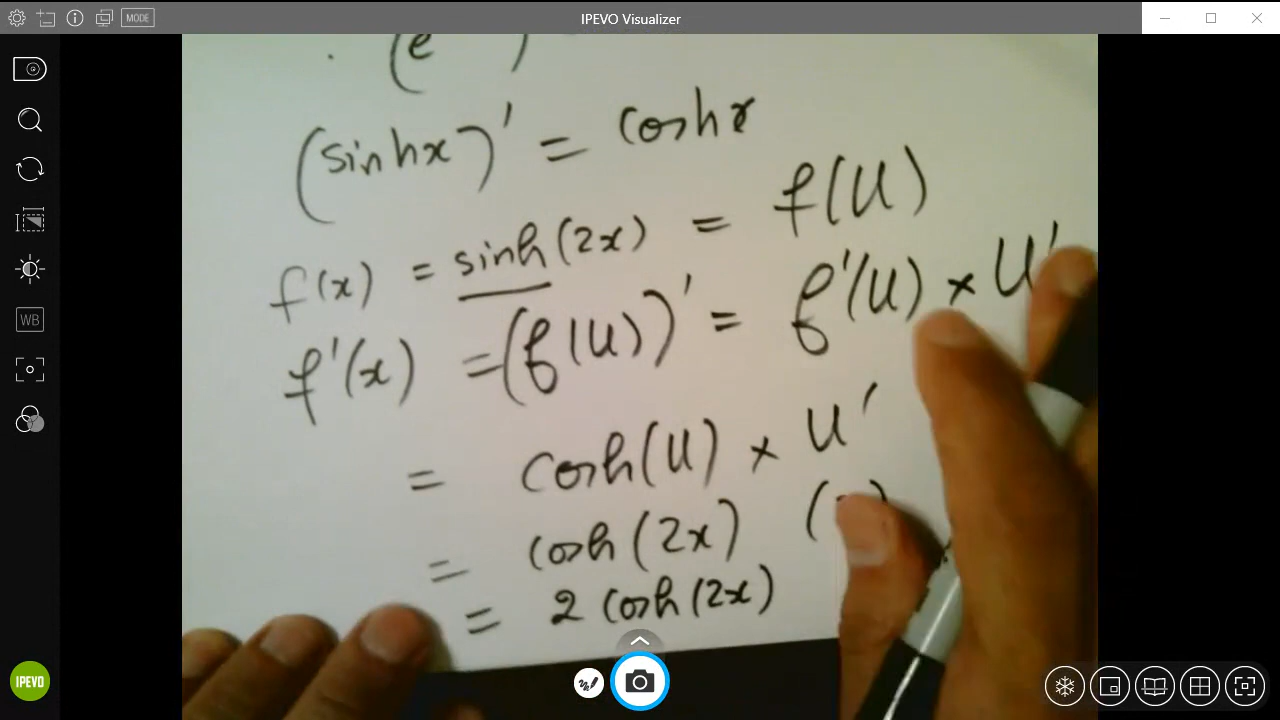 IPEVO Visualizer
MODE
(e )
(sinhx)' = coshx
f(x) = sinh(2x) = f(U)
f'(x) = (f(U))' = f'(U) × U'
= cosh(U) × U'
= cosh(2x) ( )
= 2 cosh(2x)
WB
IPEVO